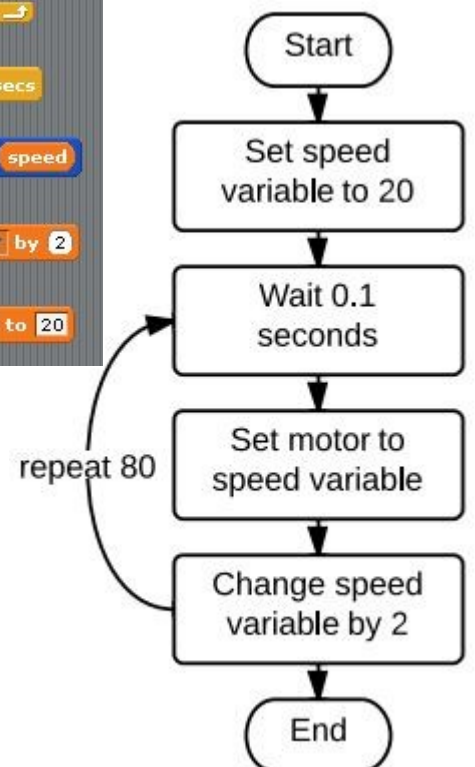 secs
speed
by 2
to 20
Start
Set speed
variable to 20
Wait 0.1
seconds
repeat 80
Set motor to
speed variable
Change speed
variable by 2
End